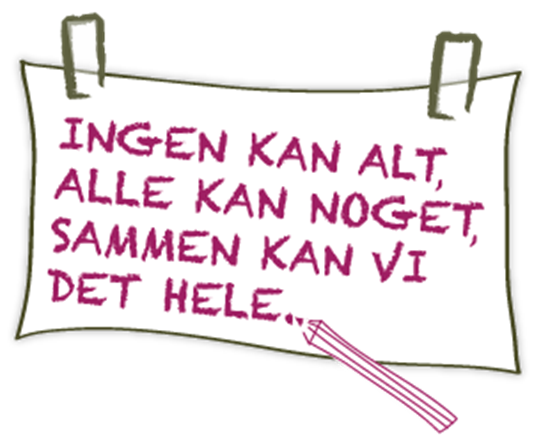 INGEN KAN ALT,
ALLE KAN NOGET,
SAMMEN KAN VI
DET HELE..